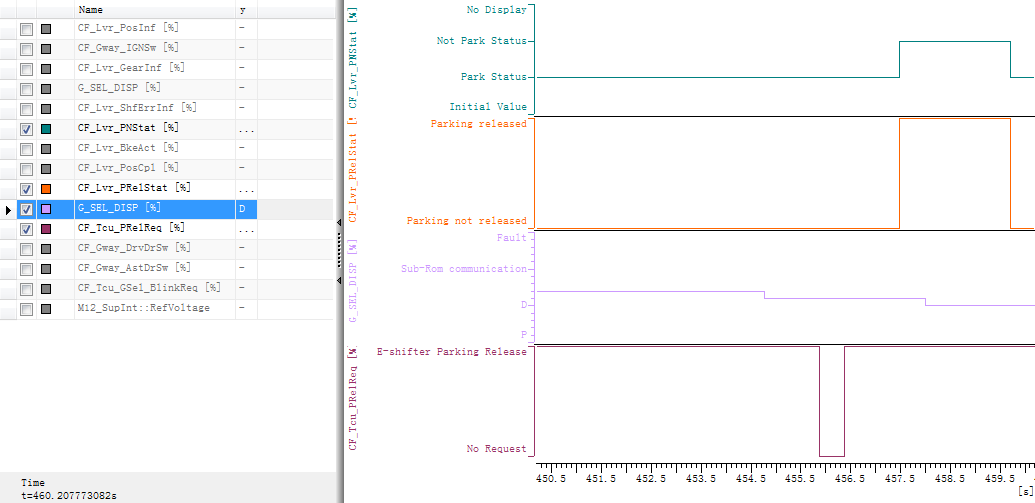 Name y
CF_Lvr_PosInf [%] -
CF_Gway_IGNSw [%] -
CF_Lvr_GearInf [%] -
G_SEL_DISP [%] -
CF_Lvr_ShfErrInf [%] -
CF_Lvr_PNStat [%] ...
CF_Lvr_BkeAct [%] -
CF_Lvr_PosCpl [%] -
CF_Lvr_PRelStat [%] ...
G_SEL_DISP [%] D
CF_Tcu_PRelReq [%] ...
CF_Gway_DrvDrSw [%] -
CF_Gway_AstDrSw [%] -
CF_Tcu_GSel_BlinkReq [%] -
Mi2_SupInt::RefVoltage -
Time
t=460.207773082s
CF_Lvr_PNStat [%]
No Display
Not Park Status
Park Status
Initial Value
CF_Lvr_PRelStat [%
Parking released
Parking not released
G_SEL_DISP [%]
Fault
Sub-Rom communication
D
P
CF_Tcu_PRelReq [%
E-shifter Parking Release
No Request
450.5 451.5 452.5 453.5 454.5 455.5 456.5 457.5 458.5 459.5
[s]